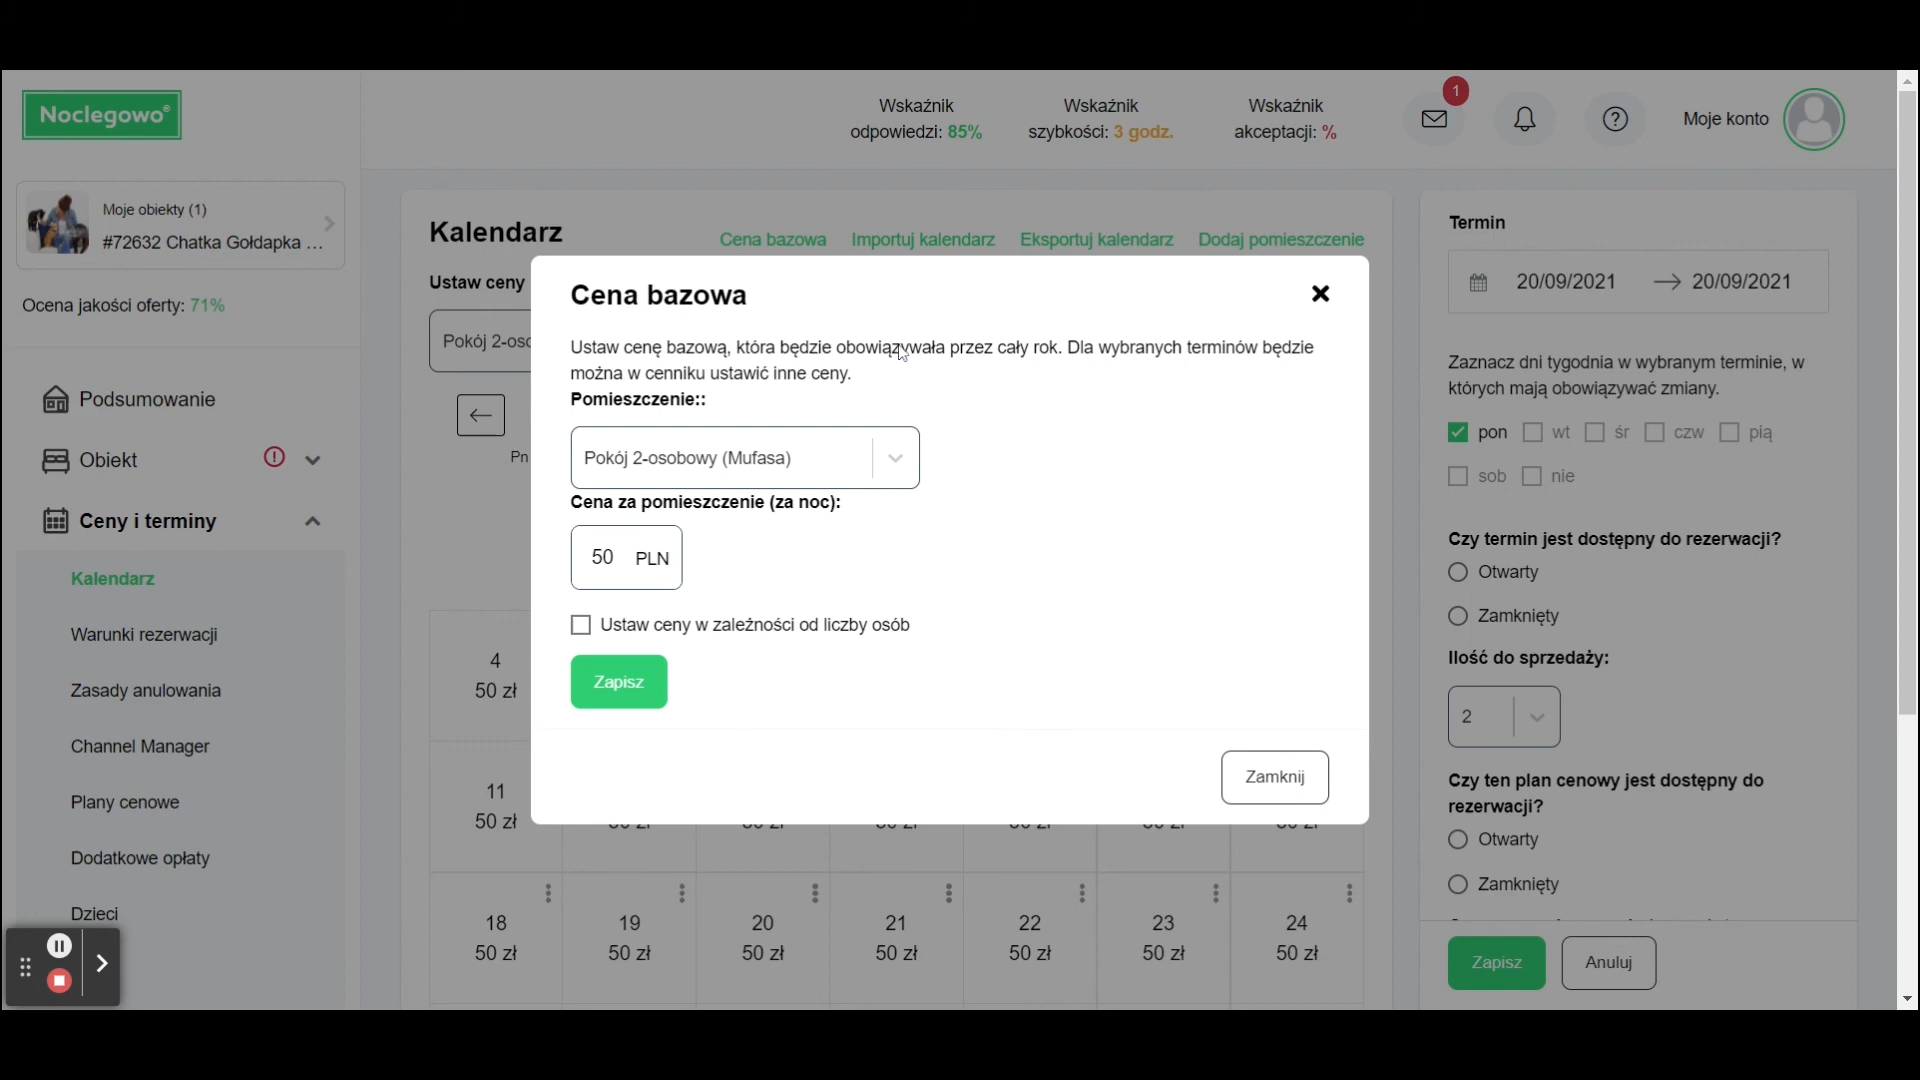 Noclegowo®
Wskaźnik
odpowiedzi: 85%
Wskaźnik
szybkości: 3 godz.
Wskaźnik
akceptacji: %
1
Moje konto
Moje obiekty (1)
#72632 Chatka Gołdapka ...
Ocena jakości oferty: 71%
Podsumowanie
Obiekt
Ceny i terminy
Kalendarz
Warunki rezerwacji
Zasady anulowania
Channel Manager
Plany cenowe
Dodatkowe opłaty
Dzieci
Kalendarz
Cena bazowa
Importuj kalendarz
Eksportuj kalendarz
Dodaj pomieszczenie
Ustaw ceny
Pokój 2-oso
Pn
4
50 zł
11
50 zł
18
50 zł
19
50 zł
20
50 zł
21
50 zł
22
50 zł
23
50 zł
24
50 zł
Cena bazowa
Ustaw cenę bazową, która będzie obowiązywała przez cały rok. Dla wybranych terminów będzie
można w cenniku ustawić inne ceny.
Pomieszczenie::
Pokój 2-osobowy (Mufasa)
Cena za pomieszczenie (za noc):
50 PLN
Ustaw ceny w zależności od liczby osób
Zapisz
Zamknij
Termin
20/09/2021
20/09/2021
Zaznacz dni tygodnia w wybranym terminie, w
których mają obowiązywać zmiany.
pon wt śr czw pią
sob nie
Czy termin jest dostępny do rezerwacji?
Otwarty
Zamknięty
Ilość do sprzedaży:
2
Czy ten plan cenowy jest dostępny do
rezerwacji?
Otwarty
Zamknięty
Zapisz
Anuluj